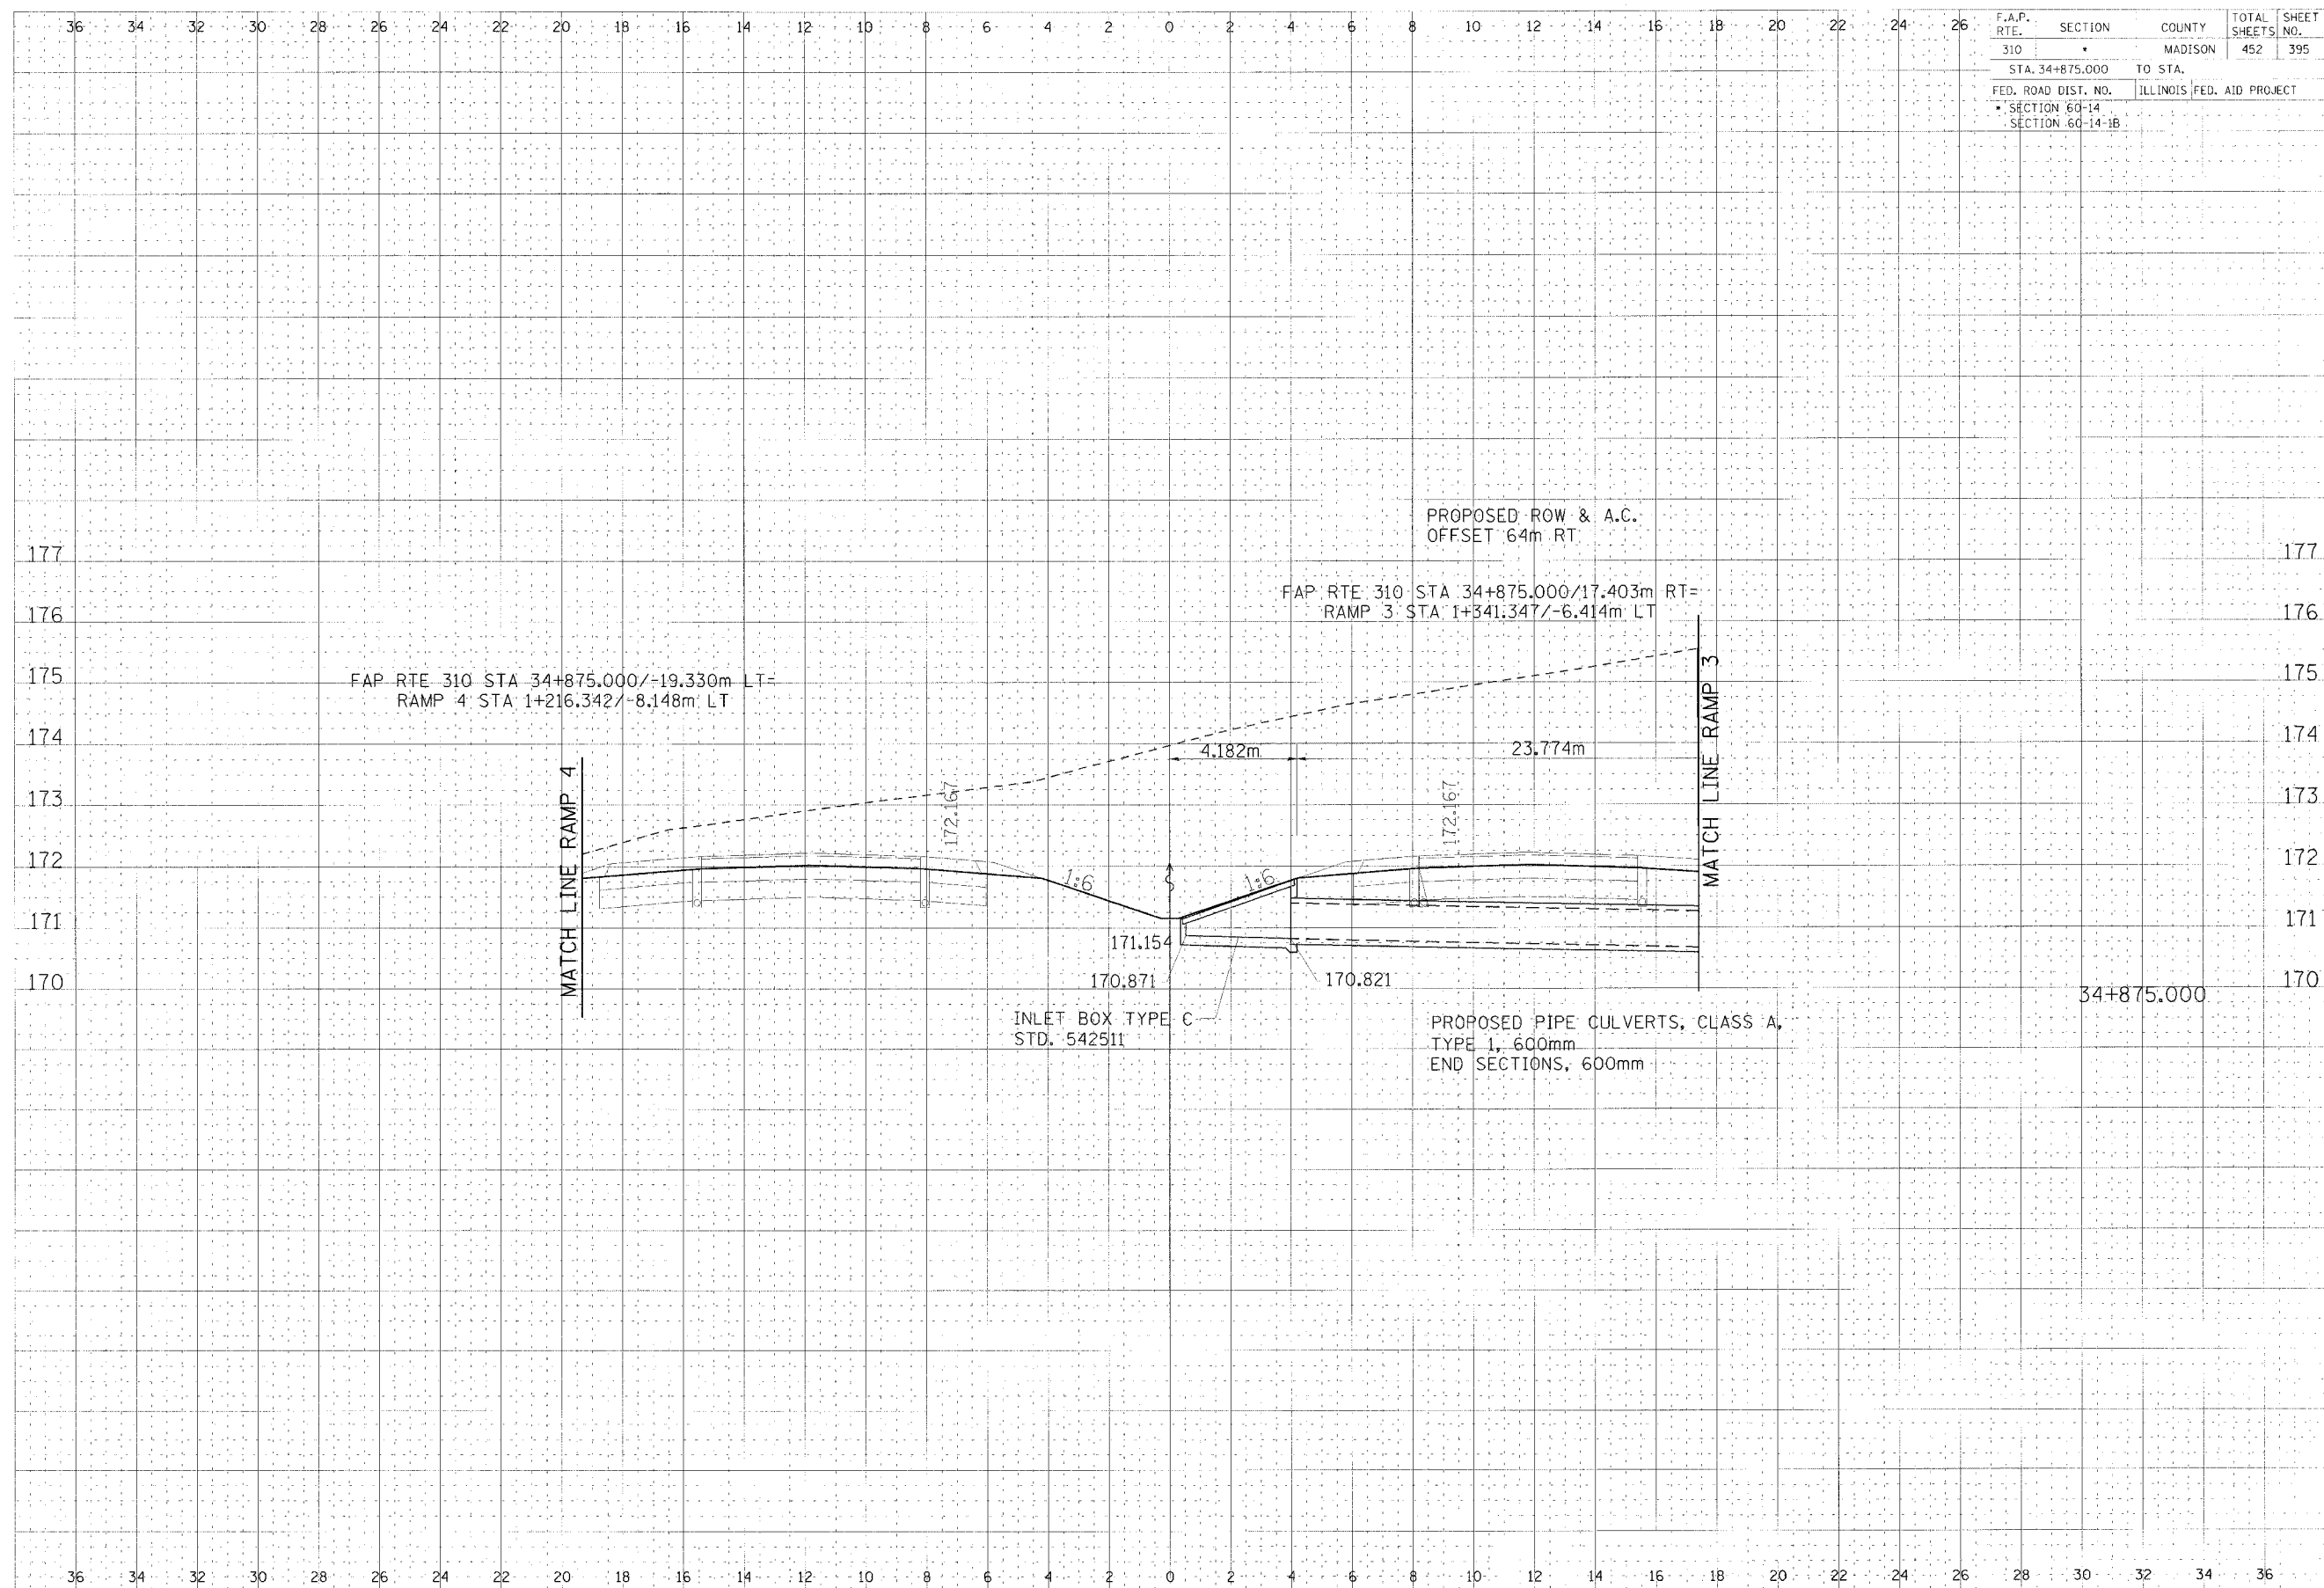 36 34 32 30 28 26 24 22 20 18 16 14 12 10 8 6 4 2 0 2 4 6 8 10 12 14 16 18 20 22 24 26
F.A.P. RTE. SECTION COUNTY TOTAL SHEETS SHEET NO.
310 * MADISON 452 395
STA. 34+875.000 TO STA.
FED. ROAD DIST. NO. ILLINOIS FED. AID PROJECT
* SECTION 60-14
SECTION 60-14-1B
PROPOSED ROW & A.C.
OFFSET 64m RT
177 177
FAP RTE 310 STA 34+875.000/17.403m RT=
RAMP 3 STA 1+341.347/-6.414m LT
176 176
175 175
FAP RTE 310 STA 34+875.000/-19.330m LT=
RAMP 4 STA 1+216.342/-8.148m LT
174 174
4.182m 23.774m
MATCH LINE RAMP 4
MATCH LINE RAMP 3
173 173
172.167 172.167
172 172
1:6 1:6
171 171
171.154
170.871 170.821
170 170
34+875.000
INLET BOX TYPE C
STD. 542511
PROPOSED PIPE CULVERTS, CLASS A,
TYPE 1, 600mm
END SECTIONS, 600mm
36 34 32 30 28 26 24 22 20 18 16 14 12 10 8 6 4 2 0 2 4 6 8 10 12 14 16 18 20 22 24 26 28 30 32 34 36